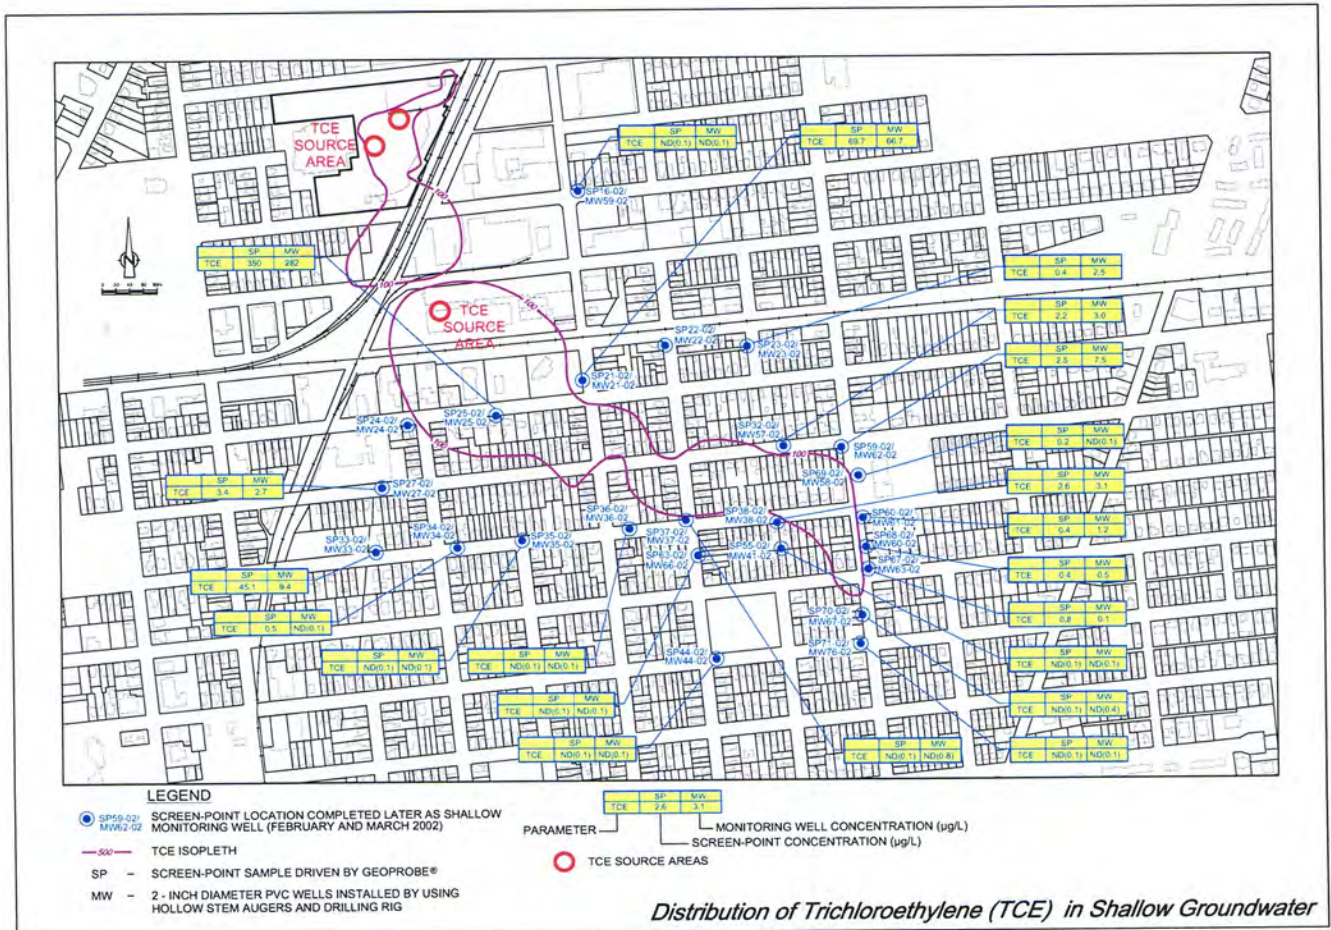 TCE
SOURCE
AREA
SP MW
TCE ND(0.1) ND(0.1)
SP MW
TCE 69.7 66.7
SP16-02/
MW59-02
100
SP MW
TCE 350 282
N
100
100
TCE
SOURCE
AREA
SP MW
TCE 0.4 2.5
SP MW
TCE 2.2 3.0
SP MW
TCE 2.5 7.5
SP22-02/
MW22-02
SP23-02/
MW23-02
SP21-02/
MW21-02
SP25-02/
MW25-02
SP24-02/
MW24-02
100
SP32-02/
MW57-02
100
SP59-02/
MW62-02
SP MW
TCE 0.2 ND(0.1)
SP69-02/
MW58-02
SP MW
TCE 3.4 2.7
SP27-02/
MW27-02
SP MW
TCE 2.6 3.1
SP36-02/
MW36-02
SP37-02/
MW37-02
SP38-02/
MW38-02
SP60-02/
MW61-02
SP MW
TCE 0.4 1.2
SP33-02/
MW33-02
SP34-02/
MW34-02
SP35-02/
MW35-02
SP63-02/
MW66-02
SP55-02/
MW41-02
SP68-02/
MW60-02
SP67-02/
MW63-02
SP MW
TCE 45.1 9.4
SP MW
TCE 0.4 0.5
SP MW
TCE 0.5 ND(0.1)
SP70-02/
MW67-02
SP MW
TCE 0.8 0.1
SP MW
TCE ND(0.1) ND(0.1)
SP MW
TCE ND(0.1) ND(0.1)
SP44-02/
MW44-02
SP71-02/
MW76-02
SP MW
TCE ND(0.1) ND(0.1)
SP MW
TCE ND(0.1) ND(0.1)
SP MW
TCE ND(0.1) ND(0.4)
SP MW
TCE ND(0.1) ND(0.1)
SP MW
TCE ND(0.1) ND(0.8)
SP MW
TCE ND(0.1) ND(0.1)
LEGEND
SP59-02/
MW62-02
SCREEN-POINT LOCATION COMPLETED LATER AS SHALLOW
MONITORING WELL (FEBRUARY AND MARCH 2002)
500 TCE ISOPLETH
SP – SCREEN-POINT SAMPLE DRIVEN BY GEOPROBE®
MW – 2 - INCH DIAMETER PVC WELLS INSTALLED BY USING
HOLLOW STEM AUGERS AND DRILLING RIG
SP MW
TCE 2.6 3.1
PARAMETER
MONITORING WELL CONCENTRATION (µg/L)
SCREEN-POINT CONCENTRATION (µg/L)
TCE SOURCE AREAS
Distribution of Trichloroethylene (TCE) in Shallow Groundwater